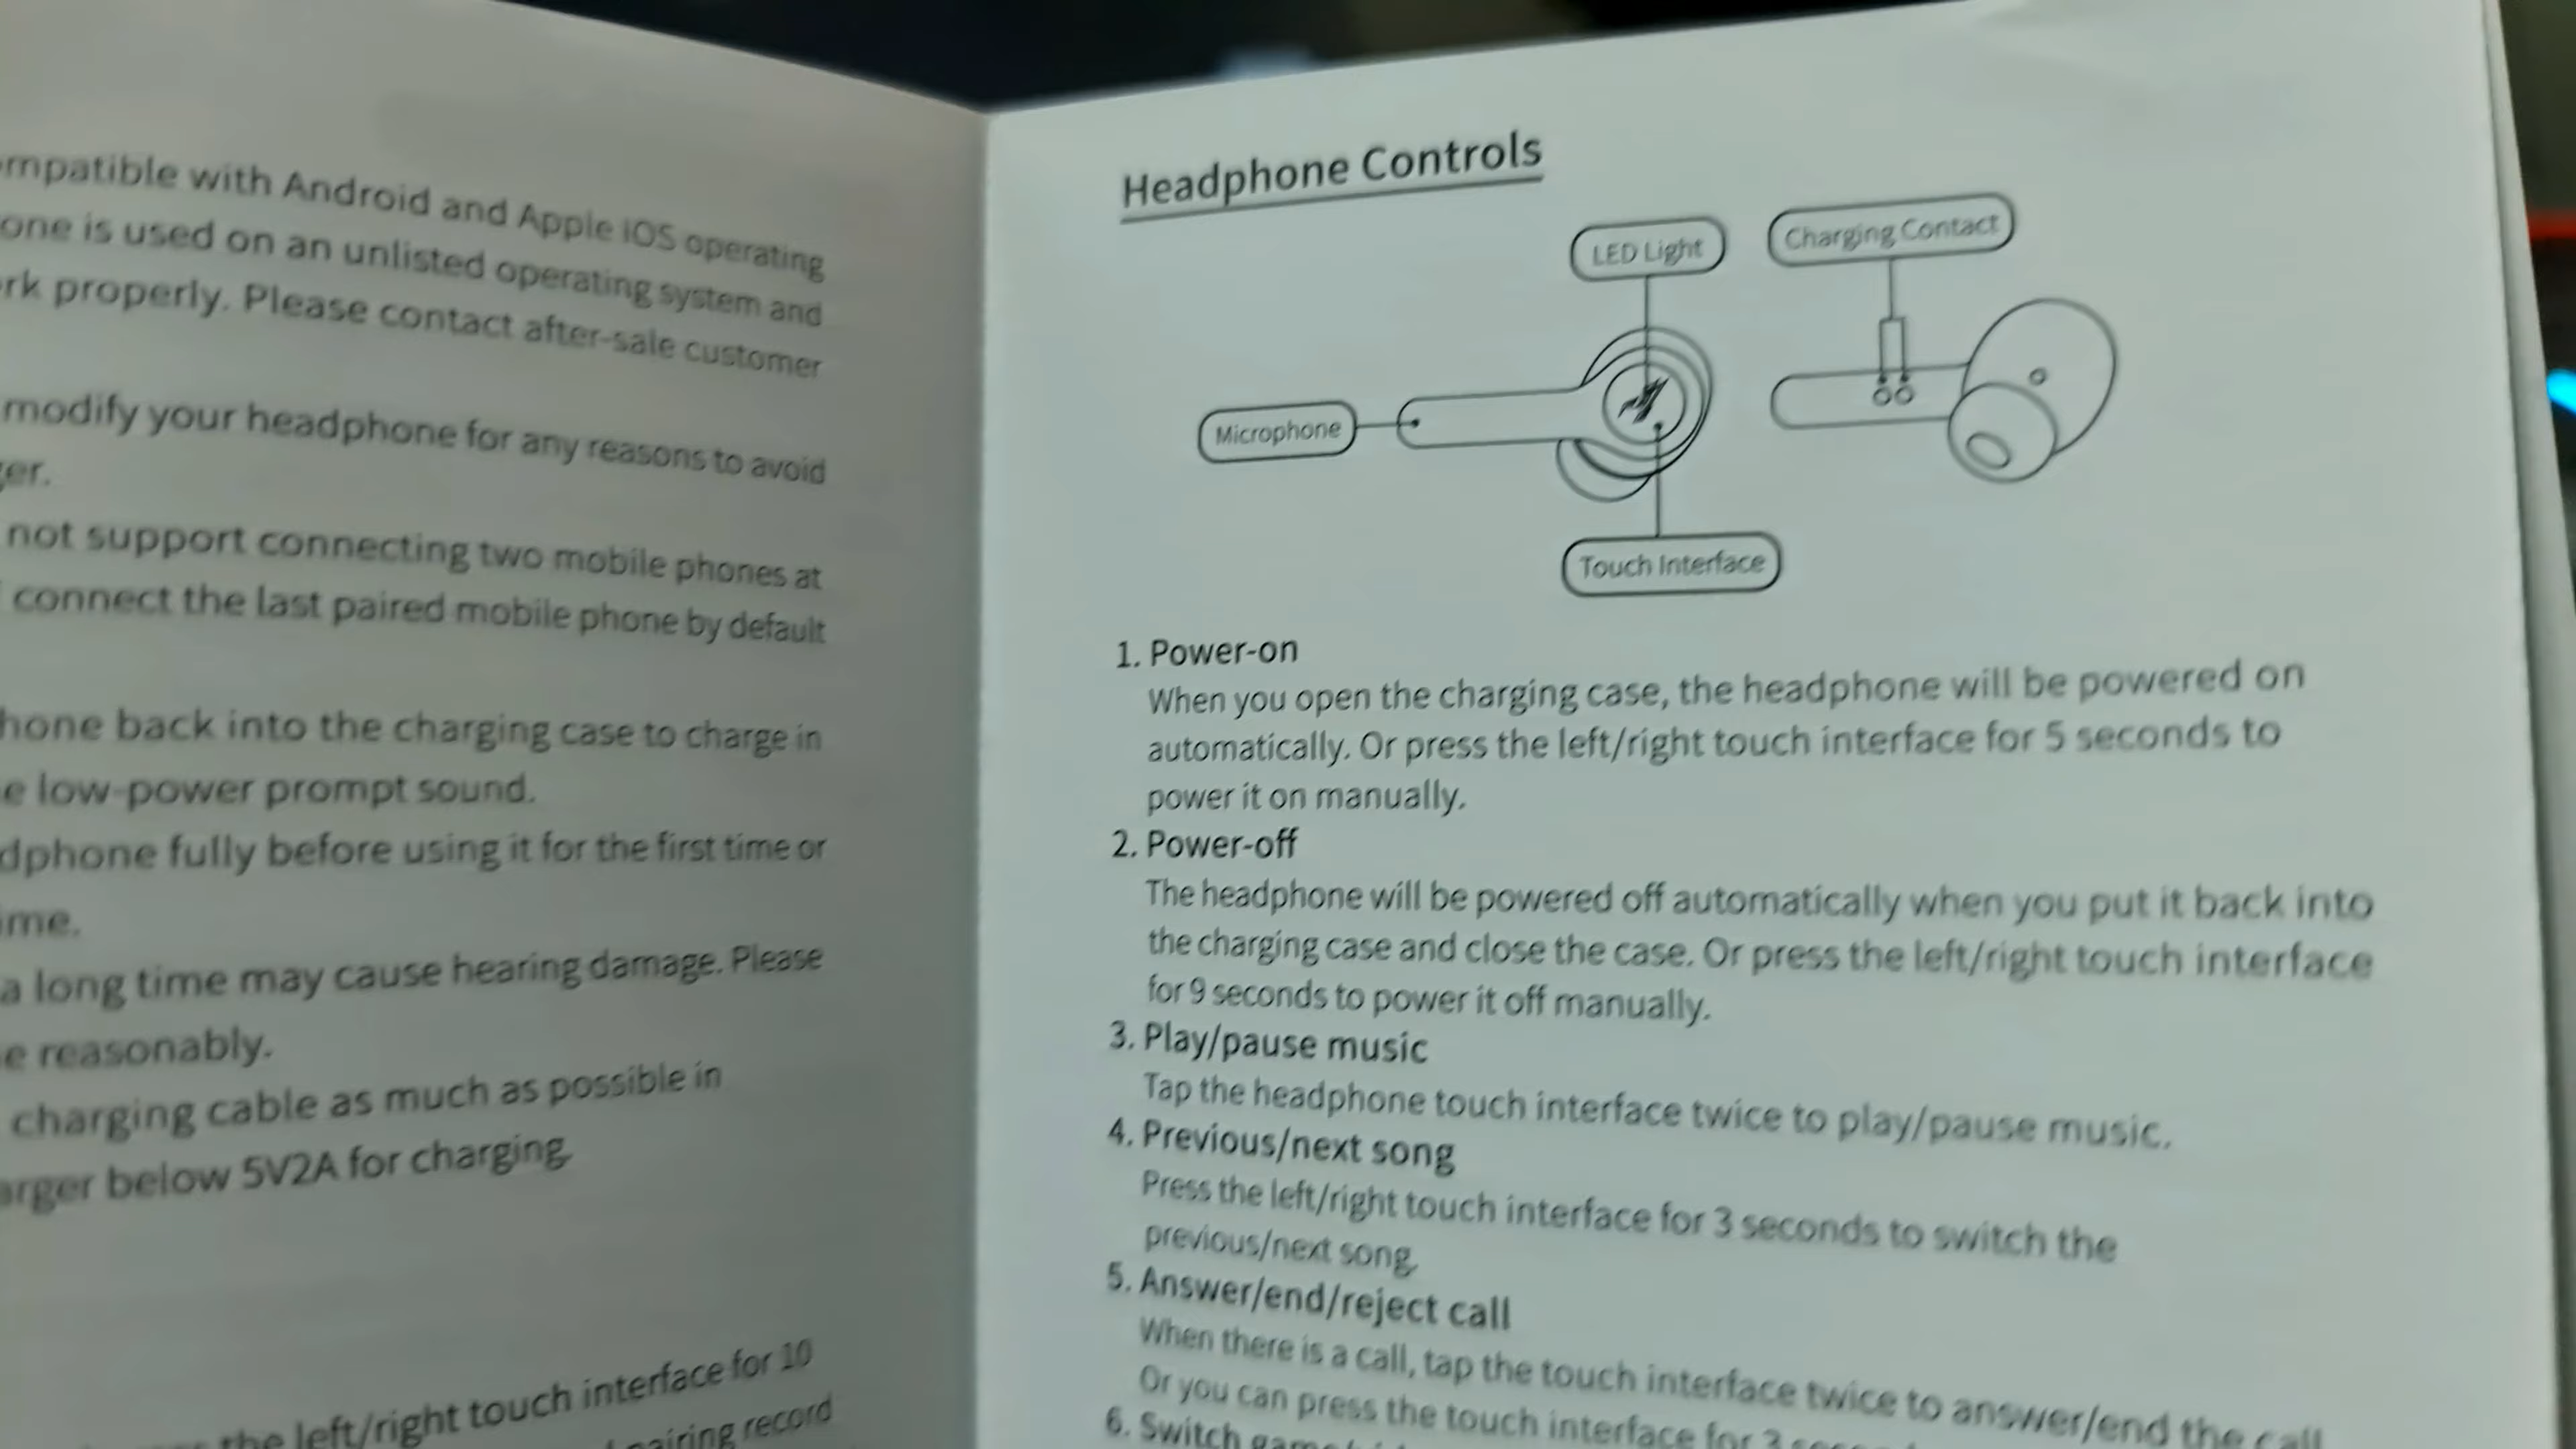 mpatible with Android and Apple iOS operating
one is used on an unlisted operating system and
rk properly. Please contact after-sale customer
modify your headphone for any reasons to avoid
er.
not support connecting two mobile phones at
connect the last paired mobile phone by default
hone back into the charging case to charge in
e low-power prompt sound.
dphone fully before using it for the first time or
me.
a long time may cause hearing damage. Please
e reasonably.
charging cable as much as possible in
arger below 5V2A for charging.
the left/right touch interface for 10
pairing record
Headphone Controls
LED Light
Charging Contact
Microphone
Touch Interface
1. Power-on
When you open the charging case, the headphone will be powered on
automatically. Or press the left/right touch interface for 5 seconds to
power it on manually.
2. Power-off
The headphone will be powered off automatically when you put it back into
the charging case and close the case. Or press the left/right touch interface
for 9 seconds to power it off manually.
3. Play/pause music
Tap the headphone touch interface twice to play/pause music.
4. Previous/next song
Press the left/right touch interface for 3 seconds to switch the
previous/next song.
5. Answer/end/reject call
When there is a call, tap the touch interface twice to answer/end the call
Or you can press the touch interface for 3
6. Switch